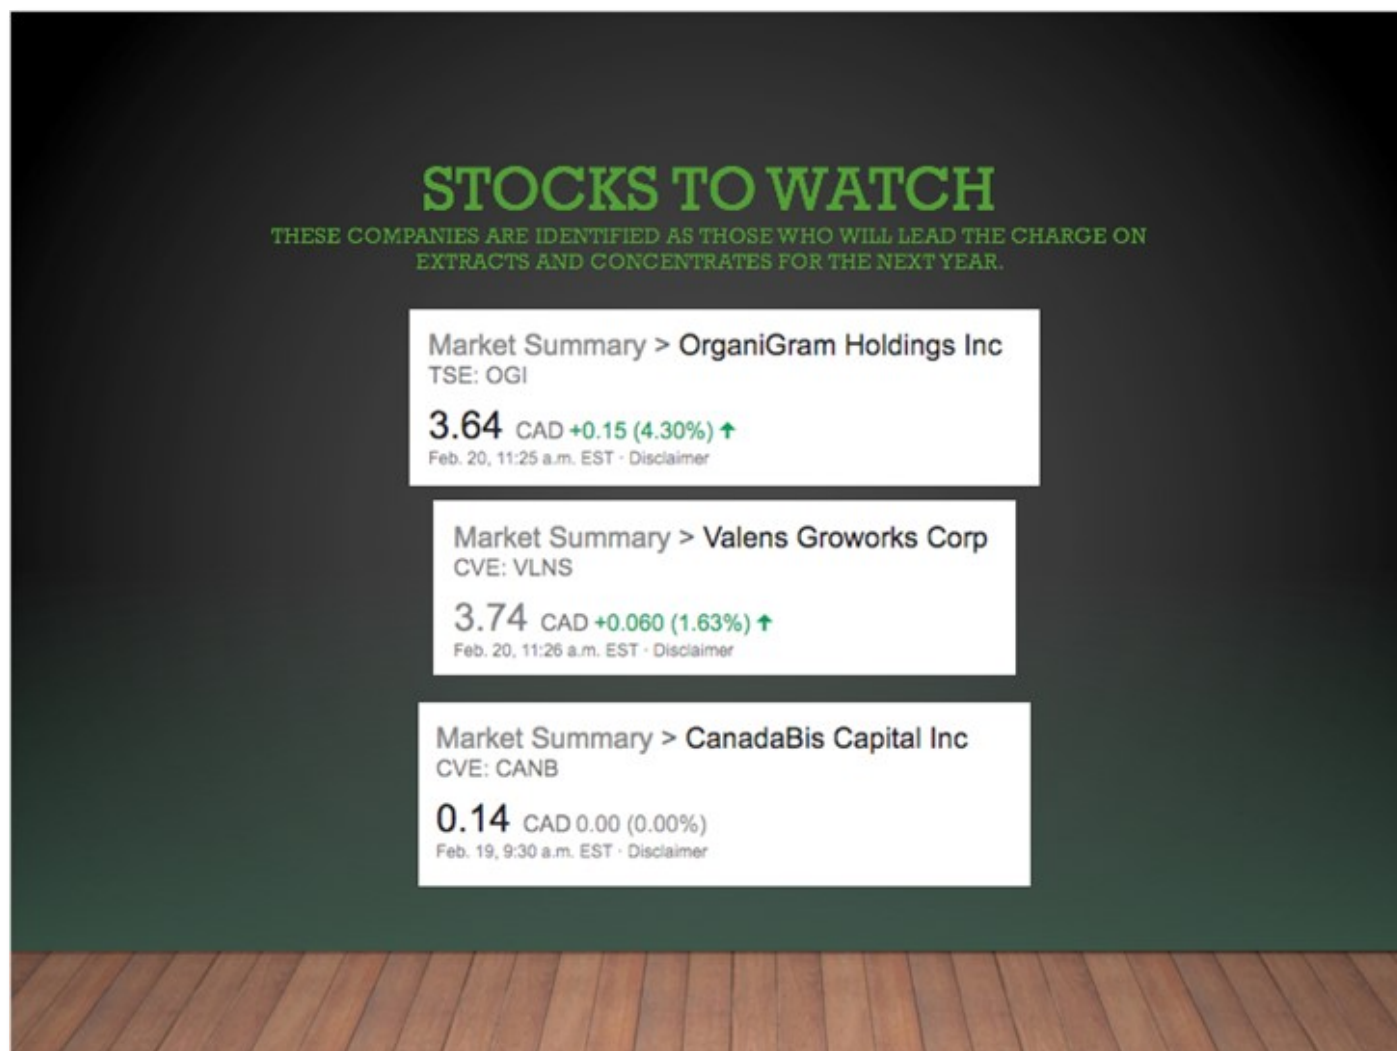 STOCKS TO WATCH
THESE COMPANIES ARE IDENTIFIED AS THOSE WHO WILL LEAD THE CHARGE ON
EXTRACTS AND CONCENTRATES FOR THE NEXT YEAR.
Market Summary > OrganiGram Holdings Inc
TSE: OGI
3.64 CAD +0.15 (4.30%) ↑
Feb. 20, 11:25 a.m. EST · Disclaimer
Market Summary > Valens Groworks Corp
CVE: VLNS
3.74 CAD +0.060 (1.63%) ↑
Feb. 20, 11:26 a.m. EST · Disclaimer
Market Summary > CanadaBis Capital Inc
CVE: CANB
0.14 CAD 0.00 (0.00%)
Feb. 19, 9:30 a.m. EST · Disclaimer